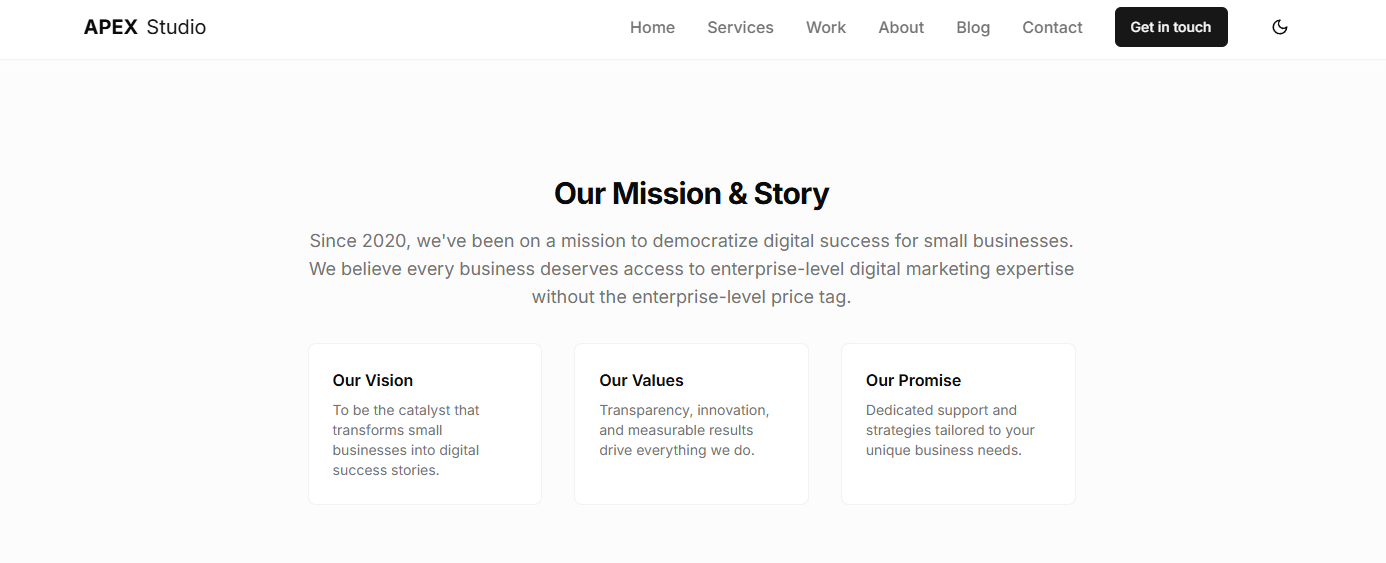 APEX Studio
Home Services Work About Blog Contact Get in touch
Our Mission & Story
Since 2020, we've been on a mission to democratize digital success for small businesses.
We believe every business deserves access to enterprise-level digital marketing expertise
without the enterprise-level price tag.
Our Vision
To be the catalyst that
transforms small
businesses into digital
success stories.
Our Values
Transparency, innovation,
and measurable results
drive everything we do.
Our Promise
Dedicated support and
strategies tailored to your
unique business needs.